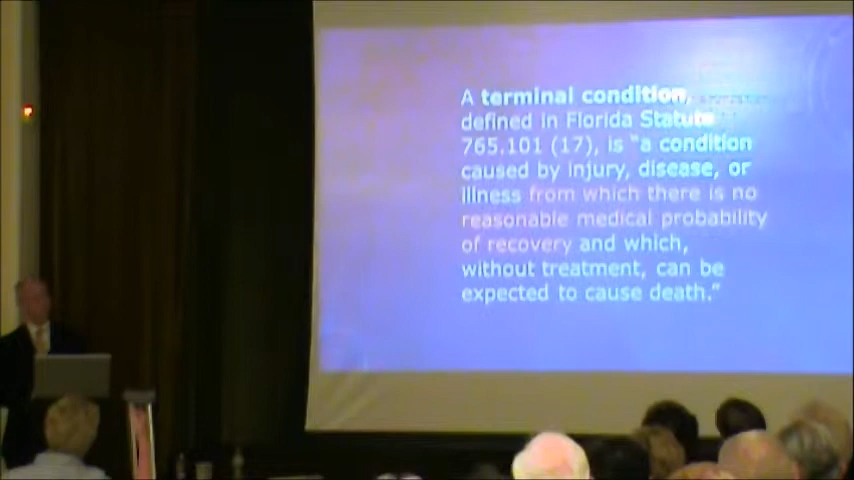 A terminal condition,
defined in Florida Statute
765.101 (17), is "a condition
caused by injury, disease, or
illness from which there is no
reasonable medical probability
of recovery and which,
without treatment, can be
expected to cause death."